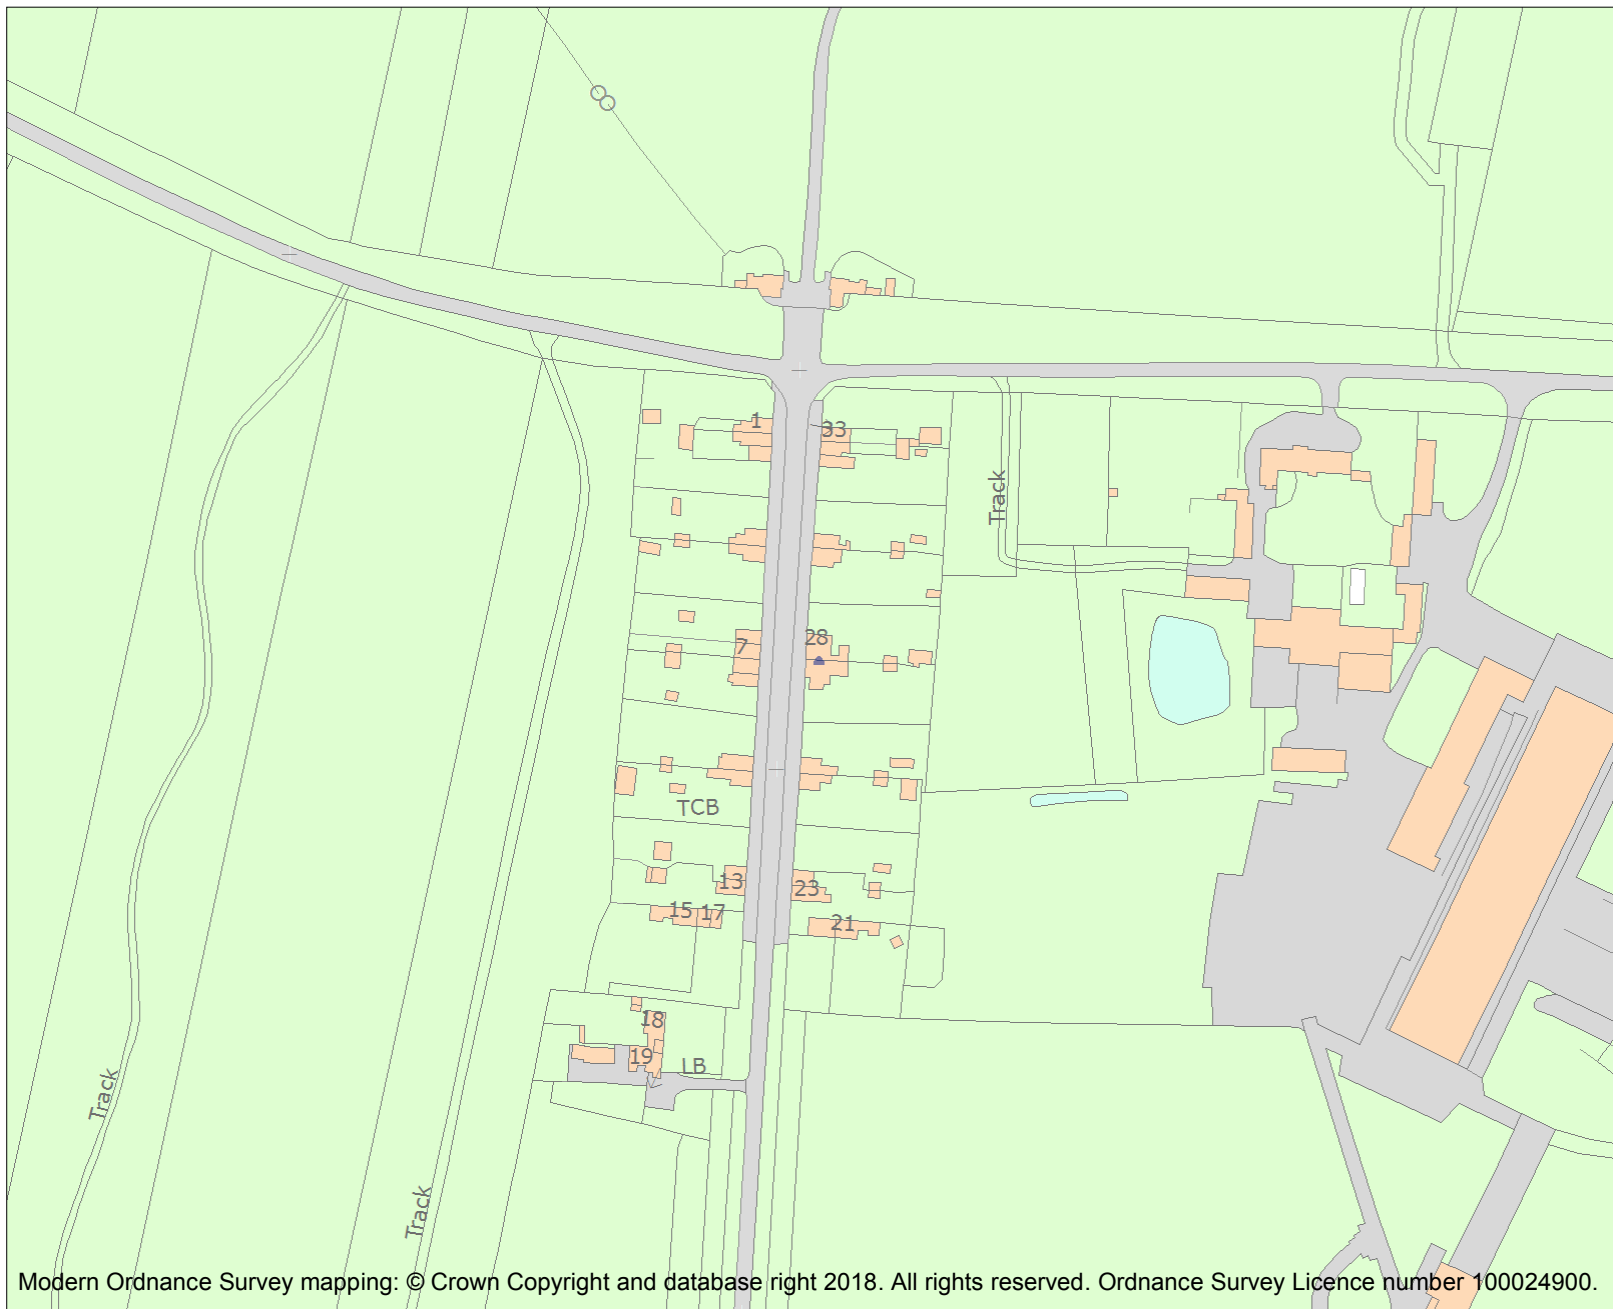 1
33
Track
7
28
TCB
13
23
15 17
21
18
19
LB
Track
Track
Modern Ordnance Survey mapping: © Crown Copyright and database right 2018. All rights reserved. Ordnance Survey Licence number 100024900.